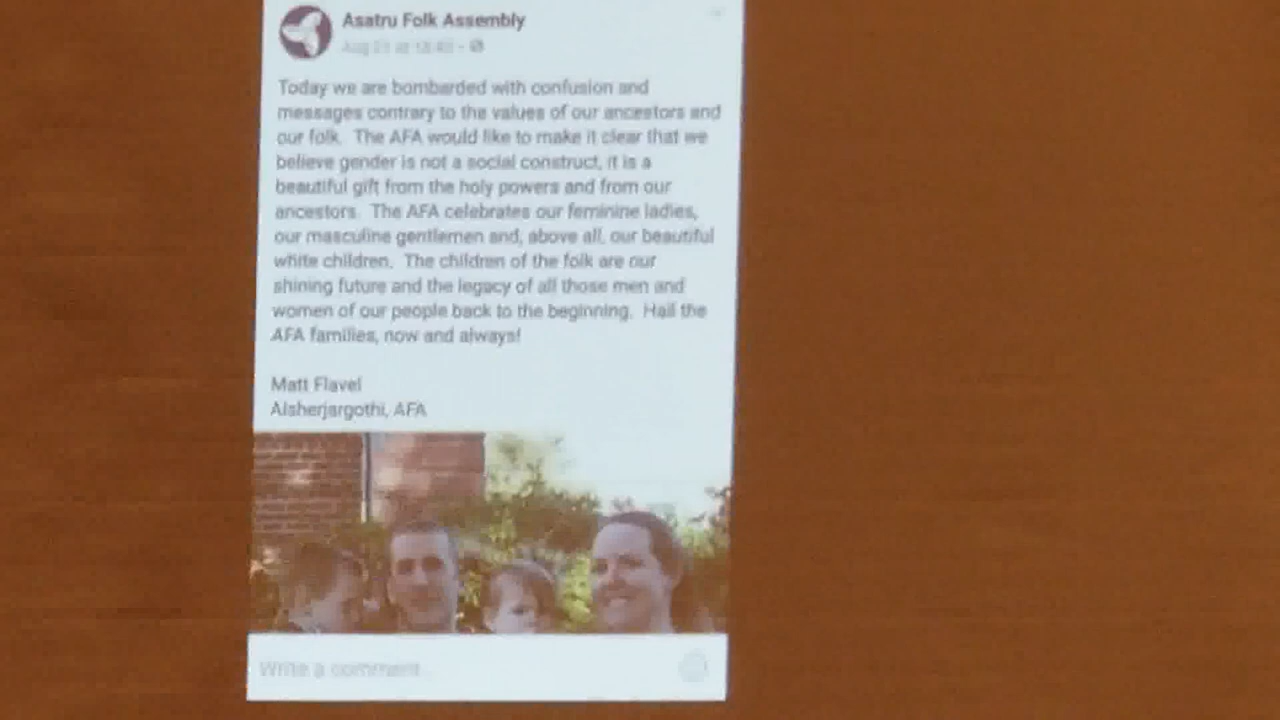 Asatru Folk Assembly
Aug 21 at 18:40
Today we are bombarded with confusion and
messages contrary to the values of our ancestors and
our folk. The AFA would like to make it clear that we
believe gender is not a social construct, it is a
beautiful gift from the holy powers and from our
ancestors. The AFA celebrates our feminine ladies,
our masculine gentlemen and, above all, our beautiful
white children. The children of the folk are our
shining future and the legacy of all those men and
women of our people back to the beginning. Hail the
AFA families, now and always!
Matt Flavel
Alsherjargothi, AFA
Write a comment...